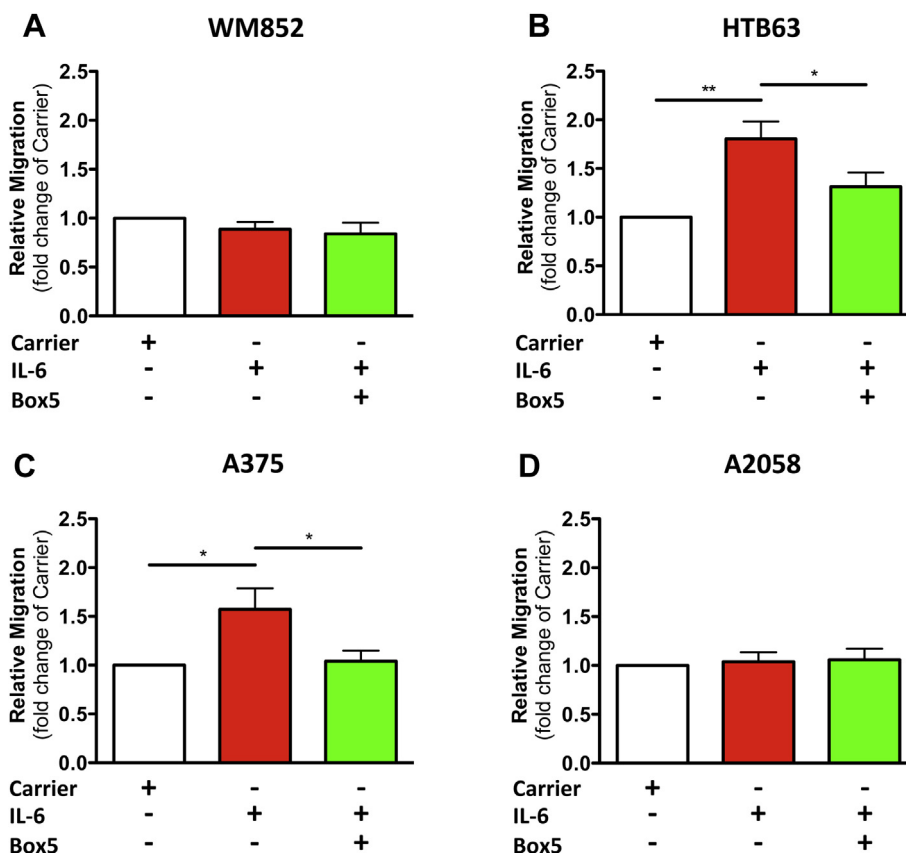 A
WM852
Relative Migration
(fold change of Carrier)
2.5
2.0
1.5
1.0
0.5
0.0
Carrier + - -
IL-6 - + +
Box5 - - +
B
HTB63
Relative Migration
(fold change of Carrier)
2.5
2.0
1.5
1.0
0.5
0.0
**
*
Carrier + - -
IL-6 - + +
Box5 - - +
C
A375
Relative Migration
(fold change of Carrier)
2.5
2.0
1.5
1.0
0.5
0.0
*
*
Carrier + - -
IL-6 - + +
Box5 - - +
D
A2058
Relative Migration
(fold change of Carrier)
2.5
2.0
1.5
1.0
0.5
0.0
Carrier + - -
IL-6 - + +
Box5 - - +